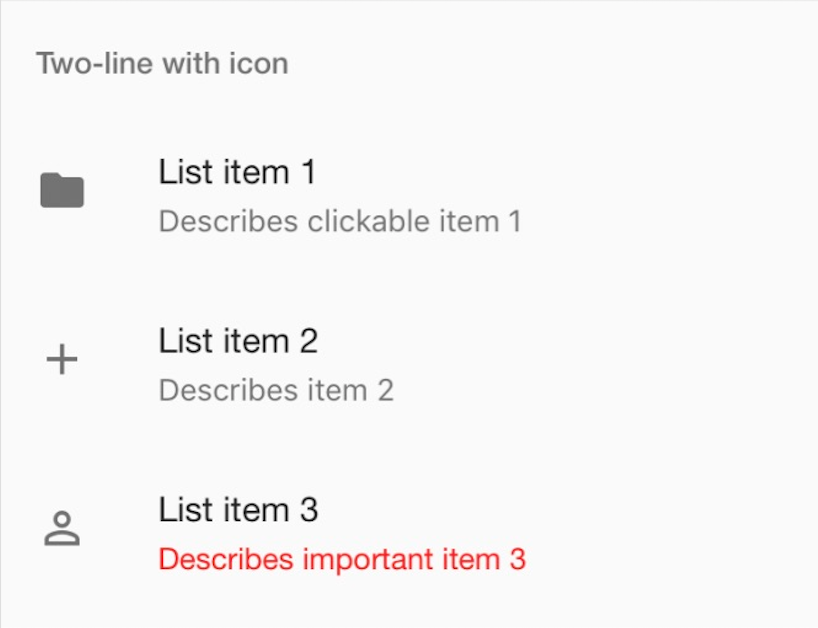 Two-line with icon
List item 1
Describes clickable item 1
List item 2
Describes item 2
List item 3
Describes important item 3